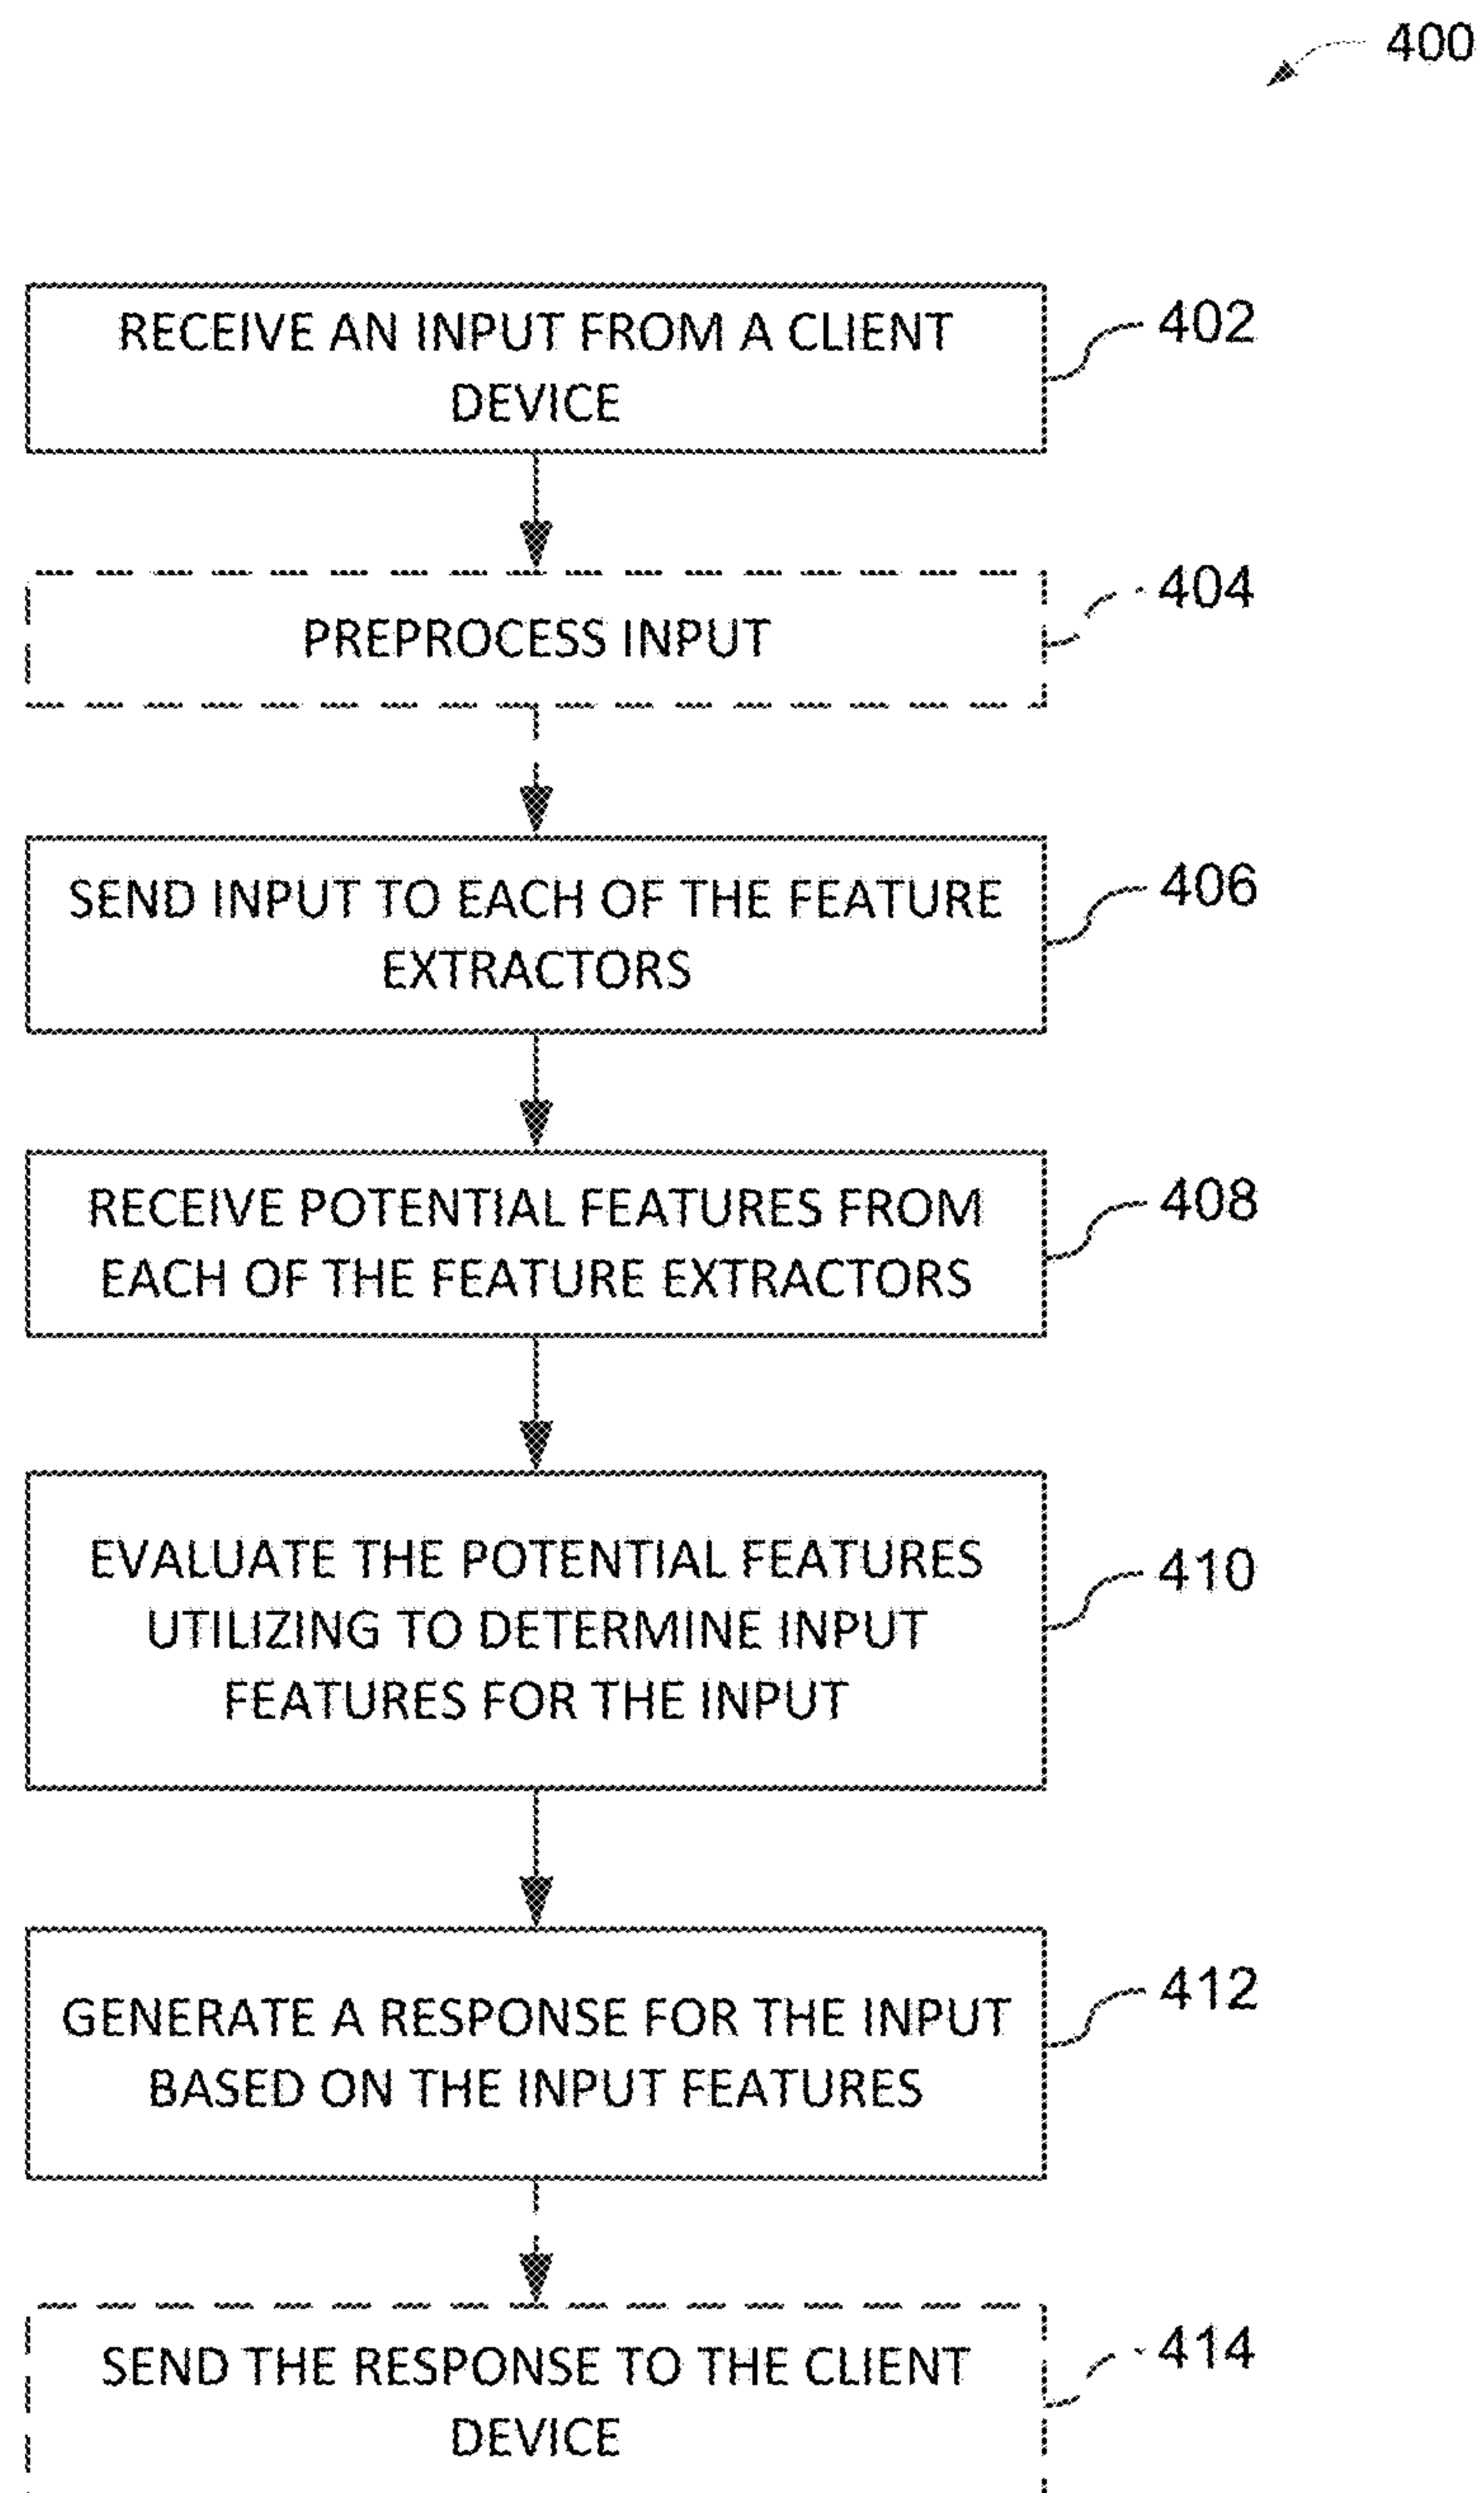 400
RECEIVE AN INPUT FROM A CLIENT
DEVICE
402
PREPROCESS INPUT
404
SEND INPUT TO EACH OF THE FEATURE
EXTRACTORS
406
RECEIVE POTENTIAL FEATURES FROM
EACH OF THE FEATURE EXTRACTORS
408
EVALUATE THE POTENTIAL FEATURES
UTILIZING TO DETERMINE INPUT
FEATURES FOR THE INPUT
410
GENERATE A RESPONSE FOR THE INPUT
BASED ON THE INPUT FEATURES
412
SEND THE RESPONSE TO THE CLIENT
DEVICE
414